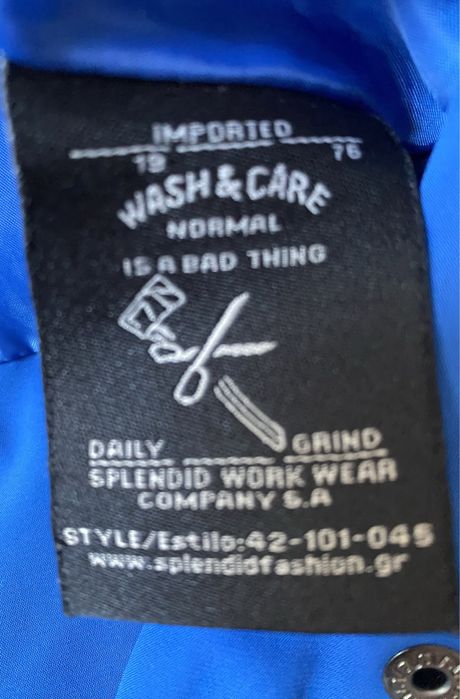 IMPORTED
19 76
WASH & CARE
NORMAL
IS A BAD THING
DAILY GRIND
SPLENDID WORK WEAR
COMPANY S.A
STYLE/Estilo:42-101-045
www.splendidfashion.gr